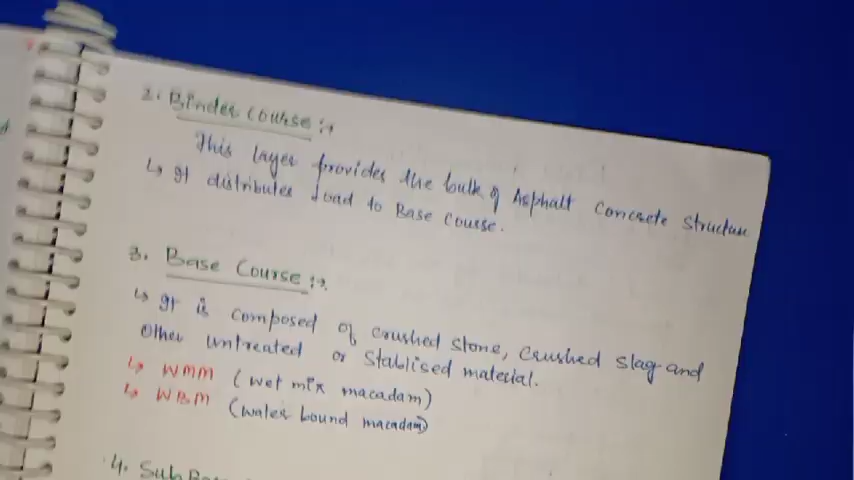 2. Binder Course :→
This layer provides the bulk of Asphalt Concrete Structure
↳ It distributes load to Base Course.
3. Base Course :→
↳ It is composed of crushed stone, crushed slag and
other untreated or stablised material.
↳ WMM (wet mix macadam)
↳ WBM (water bound macadam)
4. Sub Base